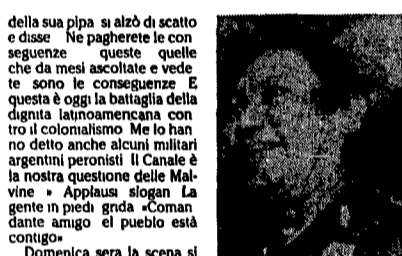 della sua pipa si alzò di scatto
e disse Ne pagherete le con
seguenze queste quelle
che da mesi ascoltate e vede
te sono le conseguenze E
questa è oggi la battaglia della
dignita latinoamericana con
tro il colonialismo Me lo han
no detto anche alcuni militari
argentini peronisti Il Canale è
la nostra questione delle Mal-
vine » Applausi slogan La
gente in piedi grida «Coman
dante amigo el pueblo està
contigo»
Domenica sera la scena si